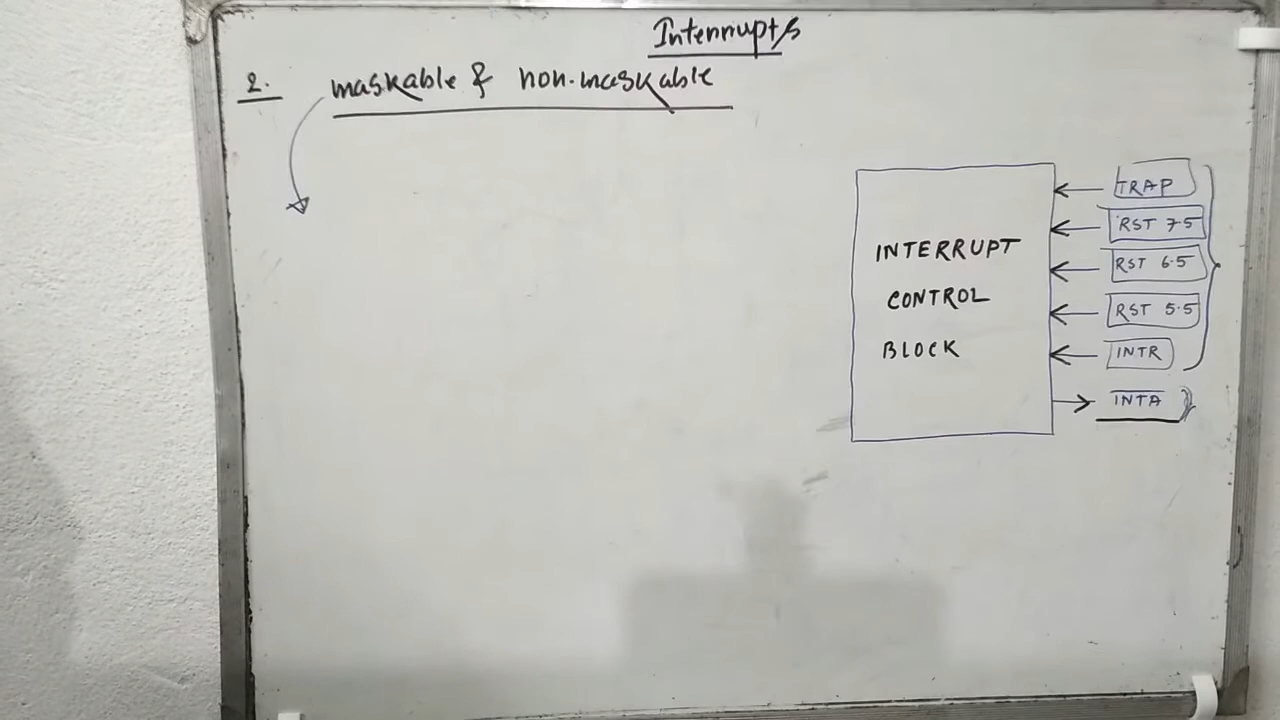 Interrupts
2. maskable & non-maskable
INTERRUPT
CONTROL
BLOCK
TRAP
RST 7.5
RST 6.5
RST 5.5
INTR
I̅N̅T̅A̅